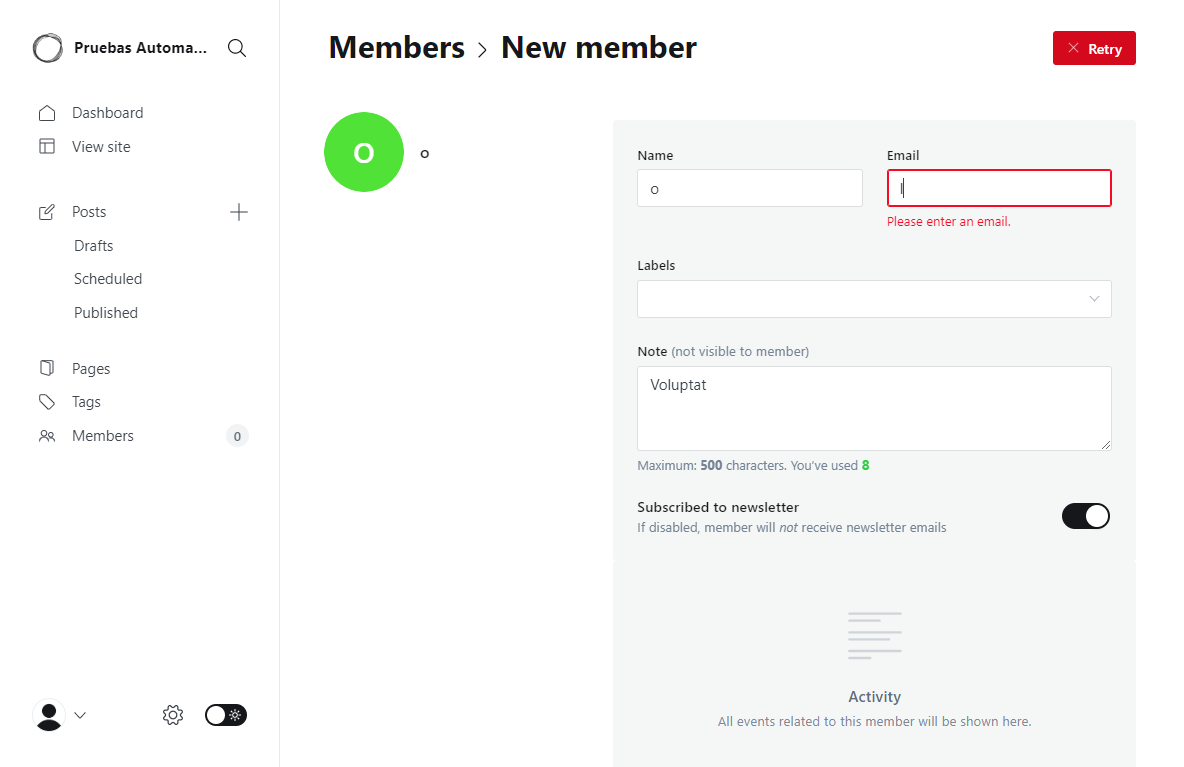 Pruebas Automa...
Dashboard
View site
Posts
Drafts
Scheduled
Published
Pages
Tags
Members
0
Members > New member
Retry
O
o
Name
Email
o
l
Please enter an email.
Labels
Note (not visible to member)
Voluptat
Maximum: 500 characters. You've used 8
Subscribed to newsletter
If disabled, member will not receive newsletter emails
Activity
All events related to this member will be shown here.